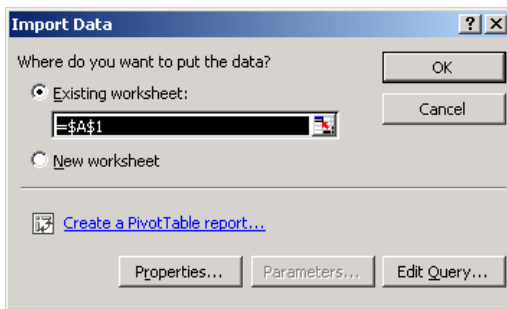 Import Data
Where do you want to put the data?
OK
Existing worksheet:
Cancel
=$A$1
New worksheet
Create a PivotTable report...
Properties... Parameters... Edit Query...